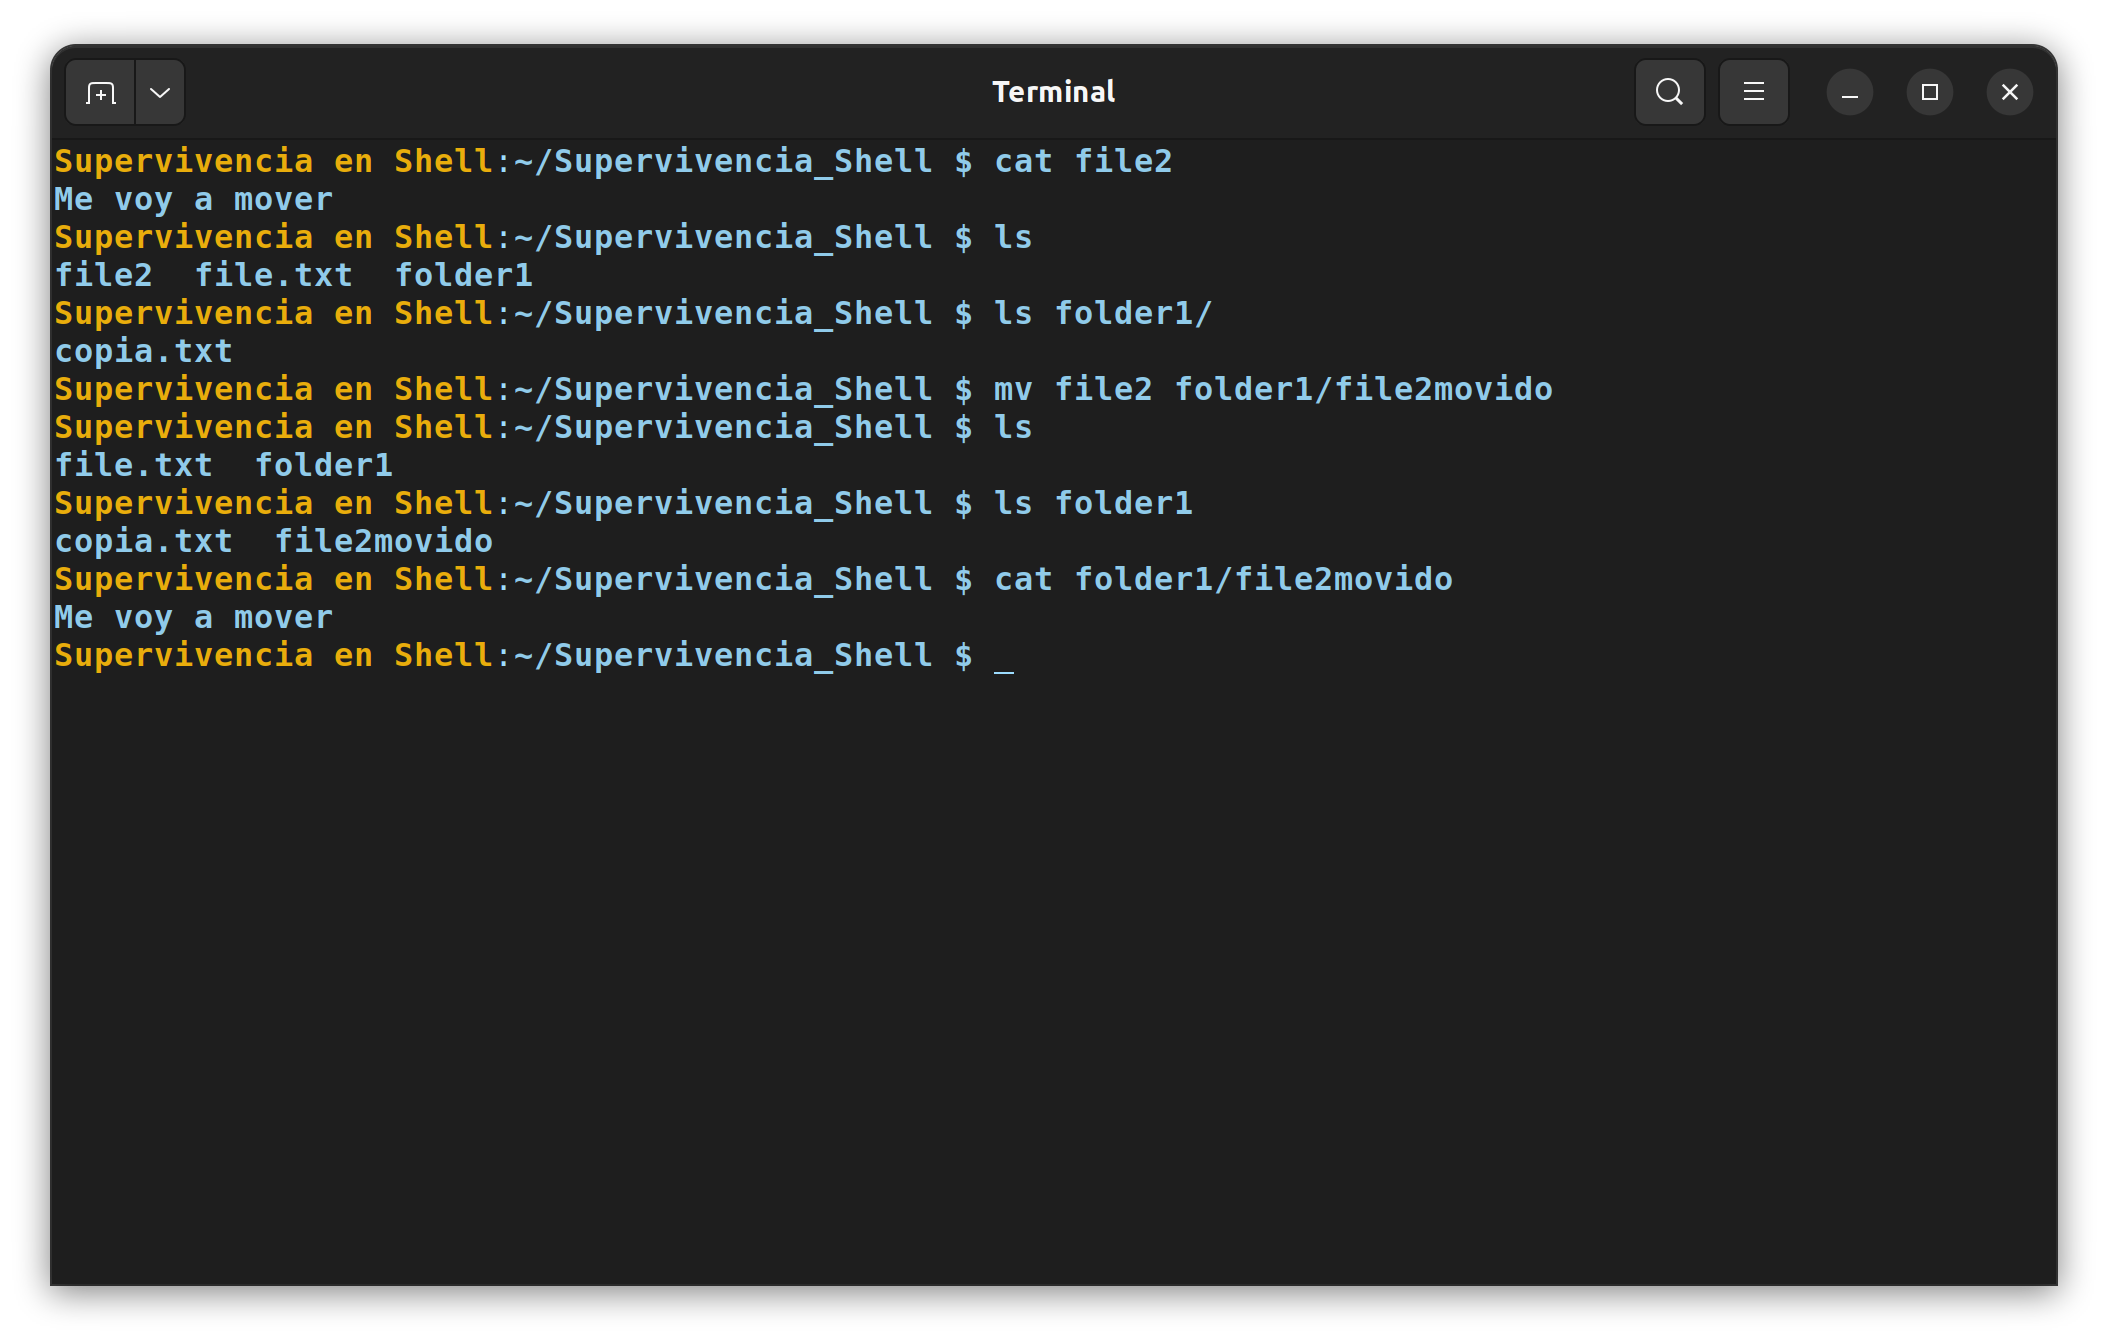 Terminal
Supervivencia en Shell:~/Supervivencia_Shell $ cat file2
Me voy a mover
Supervivencia en Shell:~/Supervivencia_Shell $ ls
file2  file.txt  folder1
Supervivencia en Shell:~/Supervivencia_Shell $ ls folder1/
copia.txt
Supervivencia en Shell:~/Supervivencia_Shell $ mv file2 folder1/file2movido
Supervivencia en Shell:~/Supervivencia_Shell $ ls
file.txt  folder1
Supervivencia en Shell:~/Supervivencia_Shell $ ls folder1
copia.txt  file2movido
Supervivencia en Shell:~/Supervivencia_Shell $ cat folder1/file2movido
Me voy a mover
Supervivencia en Shell:~/Supervivencia_Shell $ _